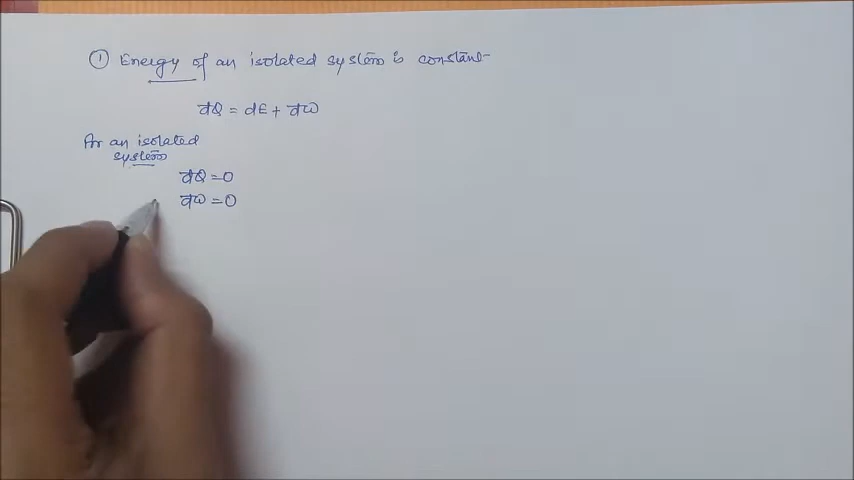 ① Energy of an isolated system is constant
đQ = dE + đW
For an isolated
system
đQ = 0
đW = 0